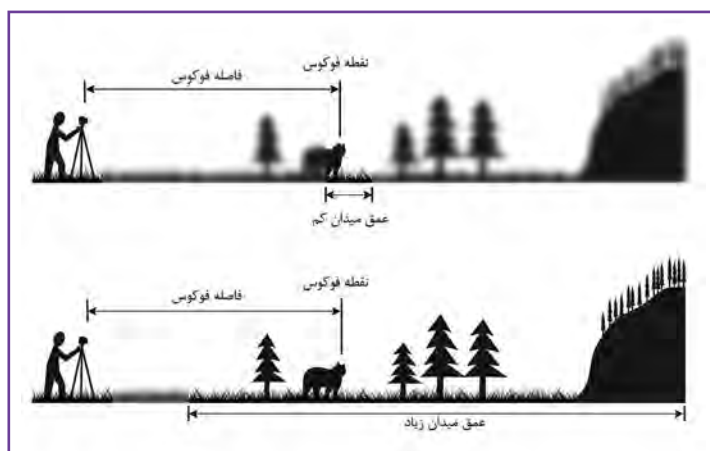 نقطه فوکوس
فاصله فوکوس
عمق میدان کم
نقطه فوکوس
فاصله فوکوس
عمق میدان زیاد